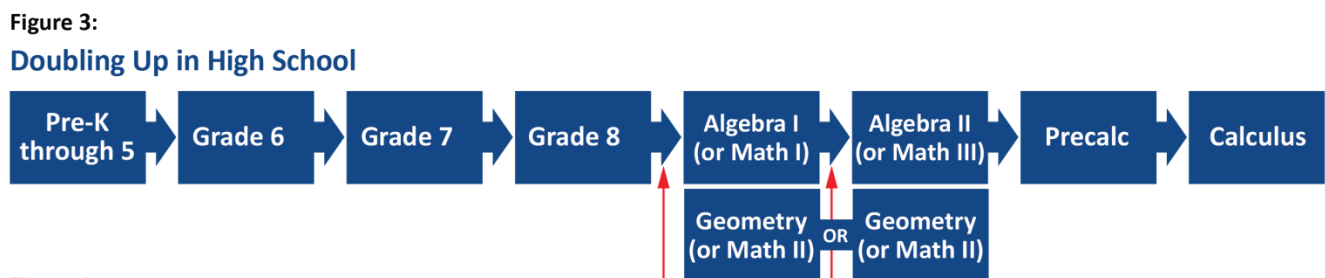 Figure 3:
Doubling Up in High School
Pre-K
through 5
Grade 6
Grade 7
Grade 8
Algebra I
(or Math I)
Algebra II
(or Math III)
Precalc
Calculus
Geometry
(or Math II)
OR
Geometry
(or Math II)